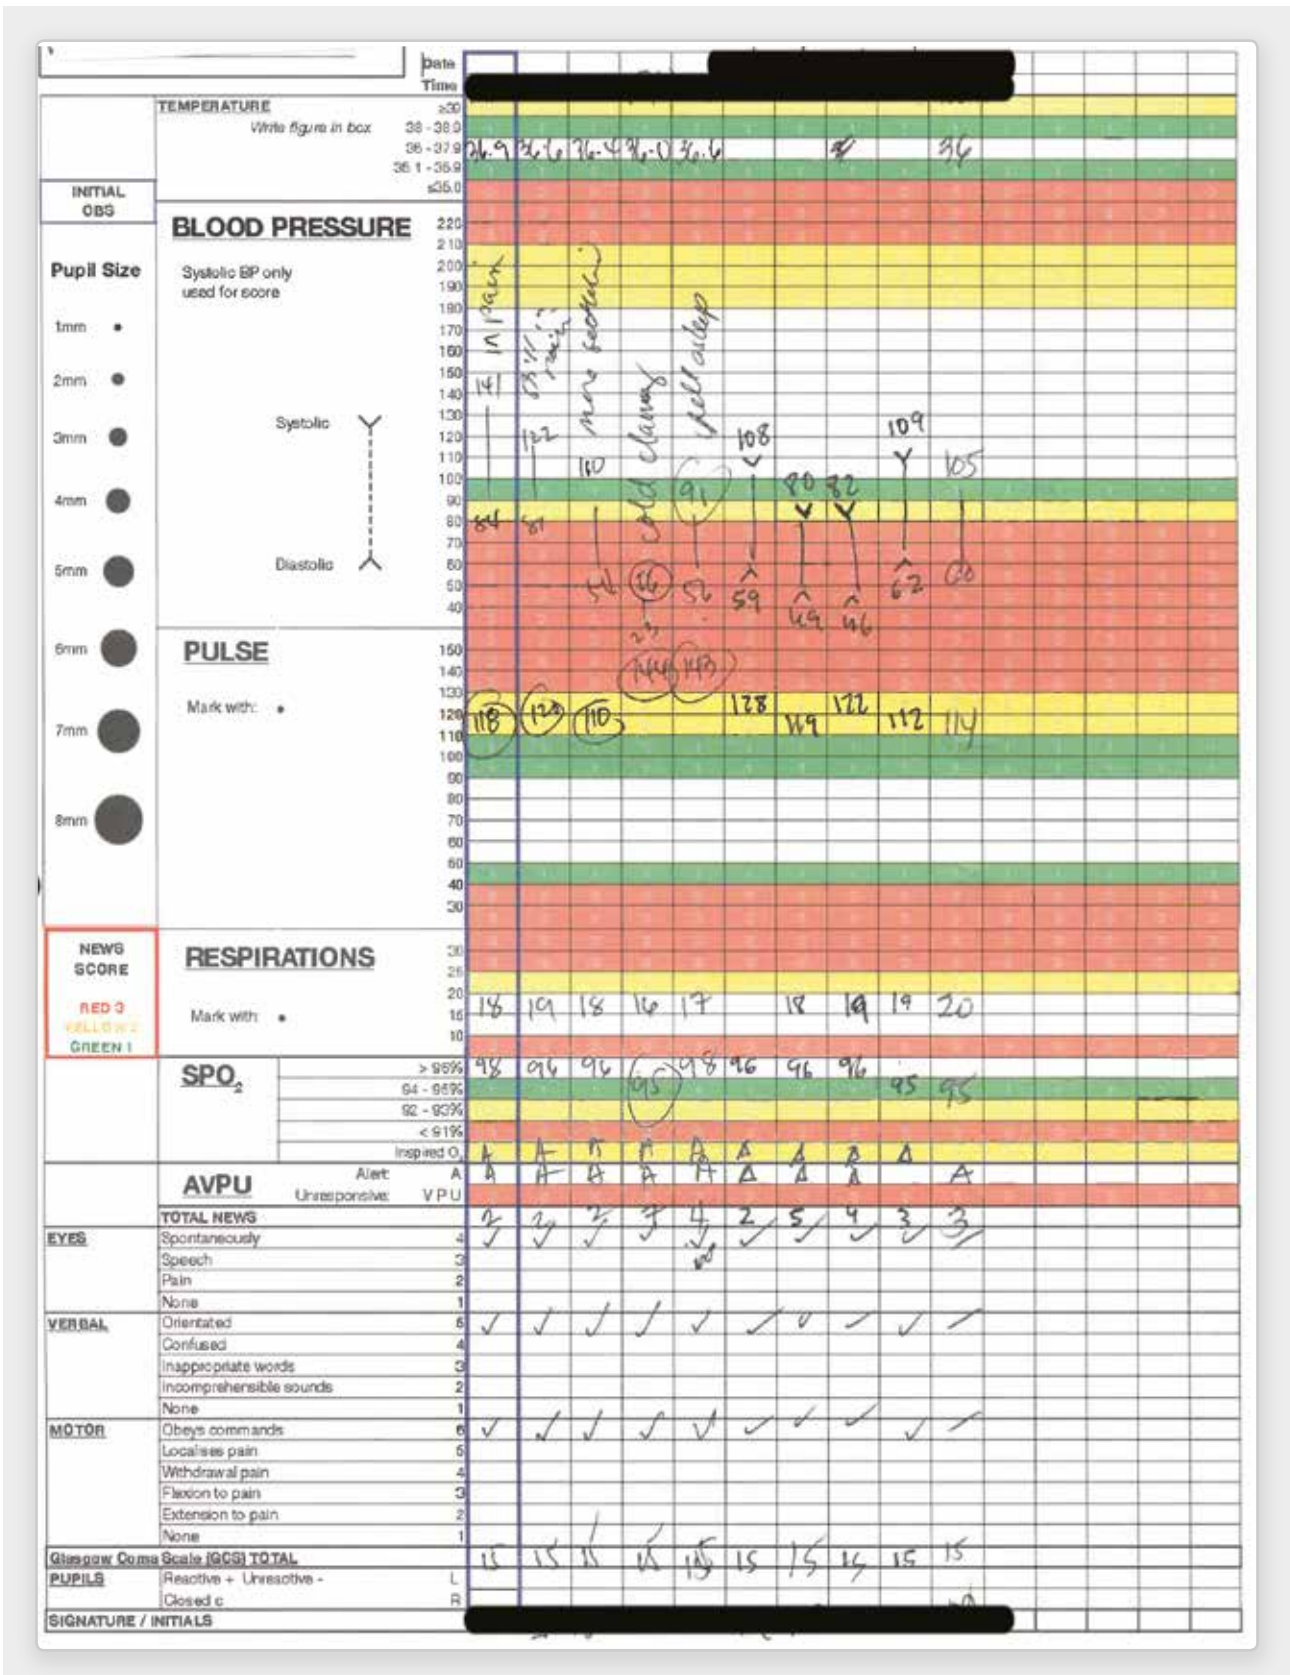 Date
Time
TEMPERATURE ≥39
Write figure in box 38 - 38.9
36 - 37.9 36.9 36.6 36.4 36.0 36.6 36
35.1 - 35.9
≤35.0
INITIAL
OBS
BLOOD PRESSURE
Systolic BP only
used for score
220
210
200
190
180
170
160
150
140
130
120
110
100
90
80
70
60
50
40
Systolic
Diastolic
in pain
more
cold clammy
fell asleep
141 122 110 91 108 80 82 109 105
84 81 54 56 59 49 46 62 60
Pupil Size
1mm
2mm
3mm
4mm
5mm
6mm
7mm
8mm
PULSE
Mark with:
150
140
130
120
110
100
90
80
70
60
50
40
30
144 143
118 120 110 128 119 122 112 114
NEWS
SCORE
RED 3
YELLOW 2
GREEN 1
RESPIRATIONS
Mark with:
30
25
20
15
10
18 19 18 16 17 18 19 19 20
SPO2
> 96% 98 96 96 98 96 96 96
94 - 95% 95 95 95
92 - 93%
< 91%
Inspired O2 A A A A A A A A A
AVPU
Alert: A A A A A A A A A A
Unresponsive: V P U
TOTAL NEWS 2 2 2 7 4 2 5 4 3 3
EYES Spontaneously 4
Speech 3
Pain 2
None 1
VERBAL Orientated 5
Confused 4
Inappropriate words 3
Incomprehensible sounds 2
None 1
MOTOR Obeys commands 6
Localises pain 5
Withdrawal pain 4
Flexion to pain 3
Extension to pain 2
None 1
Glasgow Coma Scale (GCS) TOTAL 15 15 15 15 15 15 15 15 15 15
PUPILS Reactive + Unreactive - L
Closed c R
SIGNATURE / INITIALS